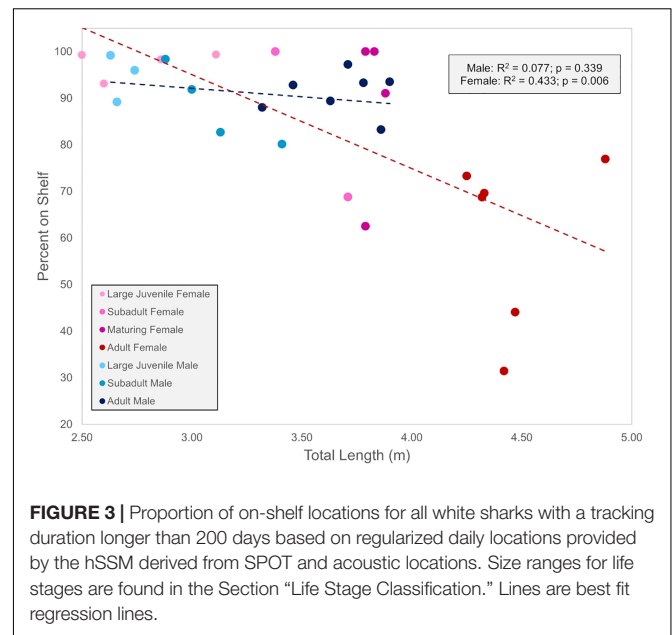 100
90
80
70
60
50
40
30
20
Percent on Shelf
Male: R² = 0.077; p = 0.339
Female: R² = 0.433; p = 0.006
Large Juvenile Female
Subadult Female
Maturing Female
Adult Female
Large Juvenile Male
Subadult Male
Adult Male
2.50 3.00 3.50 4.00 4.50 5.00
Total Length (m)
FIGURE 3 | Proportion of on-shelf locations for all white sharks with a tracking
duration longer than 200 days based on regularized daily locations provided
by the hSSM derived from SPOT and acoustic locations. Size ranges for life
stages are found in the Section “Life Stage Classification.” Lines are best fit
regression lines.